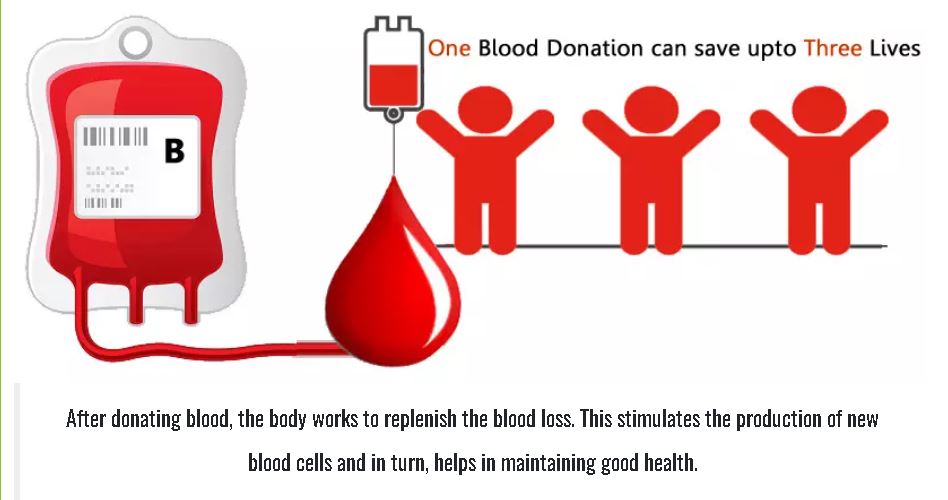 One Blood Donation can save upto Three Lives
B
After donating blood, the body works to replenish the blood loss. This stimulates the production of new
blood cells and in turn, helps in maintaining good health.